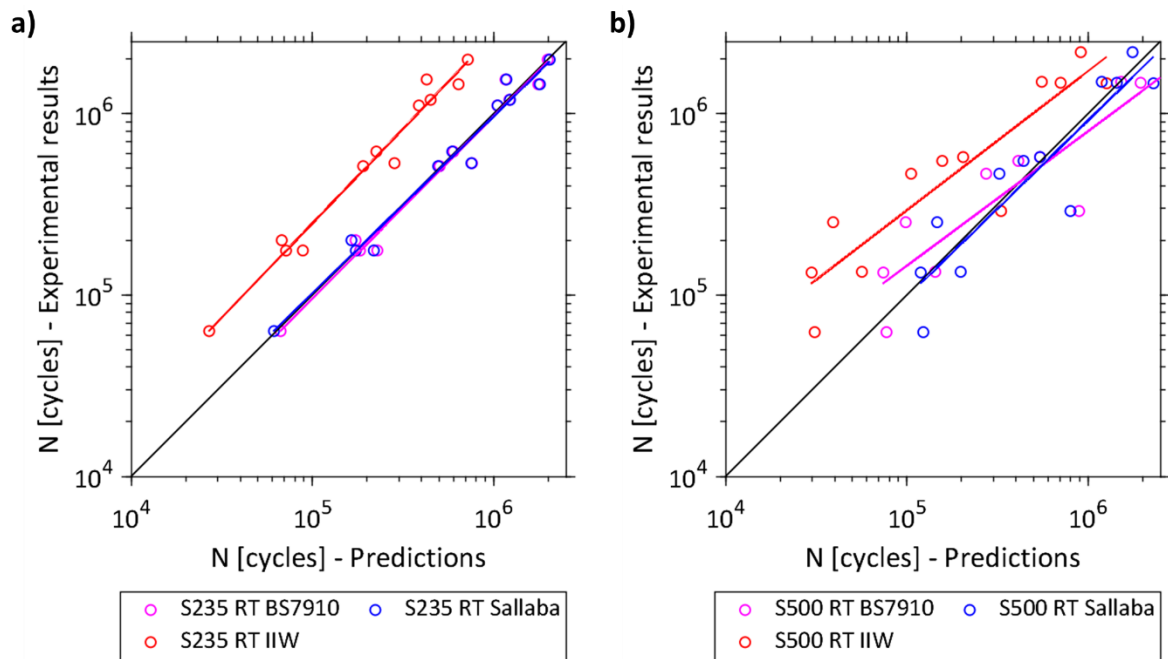 a)
N [cycles] - Experimental results
10^6
10^5
10^4
10^4 10^5 10^6
N [cycles] - Predictions
S235 RT BS7910 S235 RT Sallaba
S235 RT IIW
b)
N [cycles] - Experimental results
10^6
10^5
10^4
10^4 10^5 10^6
N [cycles] - Predictions
S500 RT BS7910 S500 RT Sallaba
S500 RT IIW